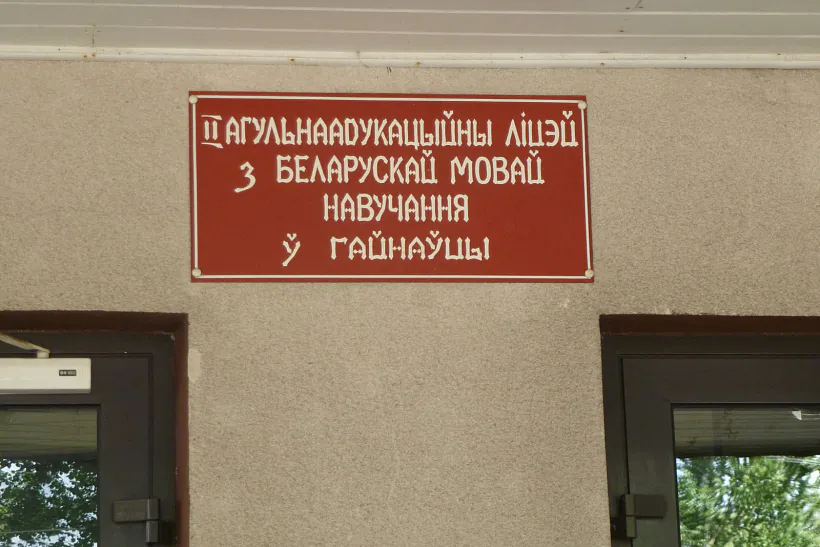 II АГУЛЬНААДУКАЦЫЙНЫ ЛІЦЭЙ
З БЕЛАРУСКАЙ МОВАЙ
НАВУЧАННЯ
Ў ГАЙНАЎЦЫ